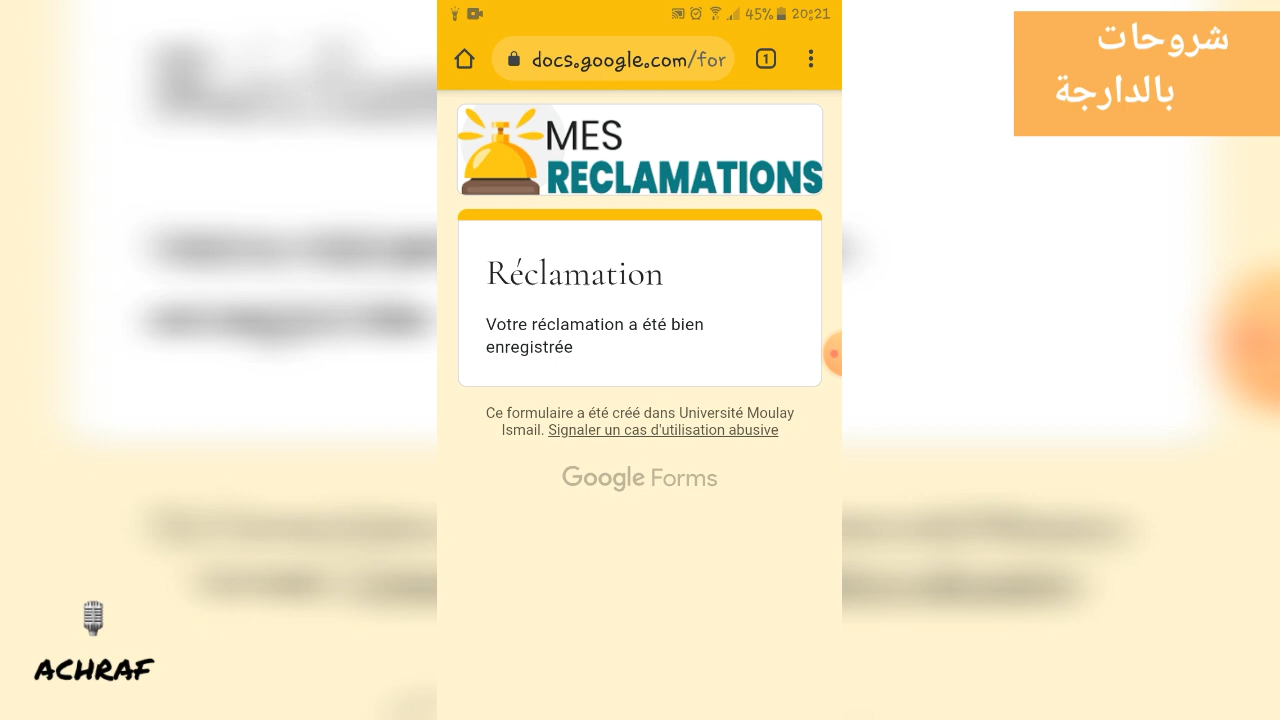 45% 20:21
docs.google.com/for
1
شروحات
بالدارجة
MES
RECLAMATIONS
Réclamation
Votre réclamation a été bien
enregistrée
Ce formulaire a été créé dans Université Moulay
Ismail. Signaler un cas d'utilisation abusive
Google Forms
ACHRAF